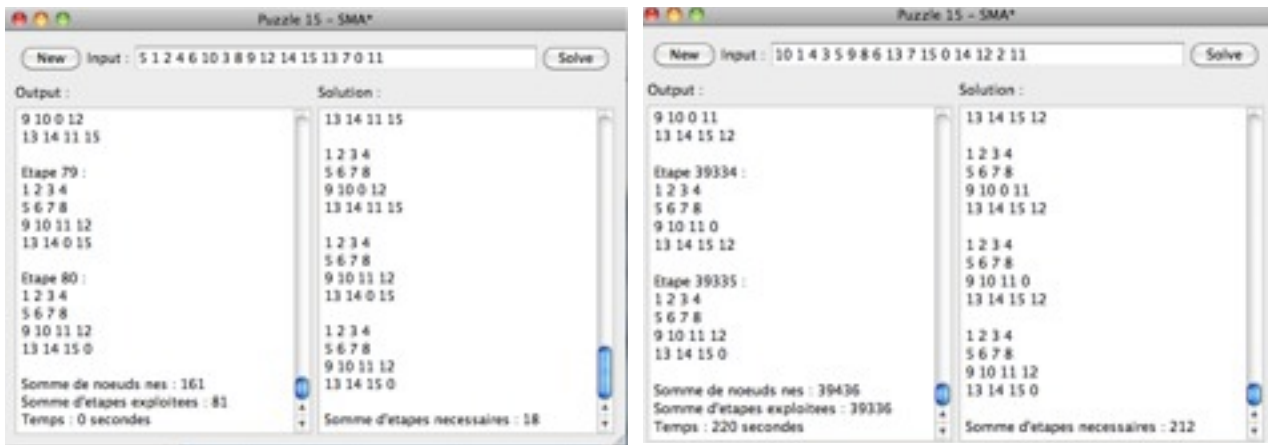 Puzzle 15 - SMA*
New Input : 5 1 2 4 6 10 3 8 9 12 14 15 13 7 0 11 Solve
Output :
9 10 0 12
13 14 11 15
Etape 79 :
1 2 3 4
5 6 7 8
9 10 11 12
13 14 0 15
Etape 80 :
1 2 3 4
5 6 7 8
9 10 11 12
13 14 15 0
Somme de noeuds nes : 161
Somme d'etapes exploitees : 81
Temps : 0 secondes
Solution :
13 14 11 15
1 2 3 4
5 6 7 8
9 10 0 12
13 14 11 15
1 2 3 4
5 6 7 8
9 10 11 12
13 14 0 15
1 2 3 4
5 6 7 8
9 10 11 12
13 14 15 0
Somme d'etapes necessaires : 18
Puzzle 15 - SMA*
New Input : 10 1 4 3 5 9 8 6 13 7 15 0 14 12 2 11 Solve
Output :
9 10 0 11
13 14 15 12
Etape 39334 :
1 2 3 4
5 6 7 8
9 10 11 0
13 14 15 12
Etape 39335 :
1 2 3 4
5 6 7 8
9 10 11 12
13 14 15 0
Somme de noeuds nes : 39436
Somme d'etapes exploitees : 39336
Temps : 220 secondes
Solution :
13 14 15 12
1 2 3 4
5 6 7 8
9 10 0 11
13 14 15 12
1 2 3 4
5 6 7 8
9 10 11 0
13 14 15 12
1 2 3 4
5 6 7 8
9 10 11 12
13 14 15 0
Somme d'etapes necessaires : 212